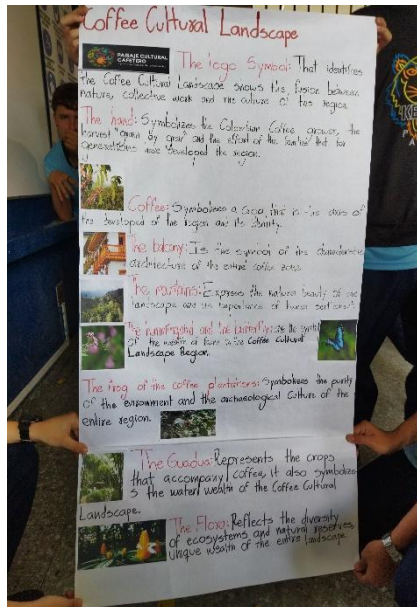 Coffee Cultural Landscape
PAISAJE CULTURAL
CAFETERO
The logo Symbol: That identifies
the Coffee Cultural Landscape shows the fusion between
nature, collective work and the culture of this region.
The hand: Symbolizes the Colombian Coffee grower, the
harvest "grain by grain" and the effort of the families that for
generations have developed the region.
Coffee: Symbolizes a crop, that is the axis of
the developed of the region and its identity.
The balcony: Is the symbol of the characteristic
architecture of the entire coffee zone.
The mountains: Expresses the natural beauty of the
landscape and its importance of
The hummingbird and the butterfly: are the symbol
of the wealth of fauna in the Coffee Cultural
Landscape Region.
The frog of the coffee plantations: Symbolizes the purity
of the environment and the archaeological culture of the
entire region.
The Guadua: Represents the crops
that accompany coffee, it also symbolize
s the water wealth of the Coffee Cultural
Landscape.
The Flora: Reflects the diversity
of ecosystems and natural reserves,
unique wealth of the entire landscape.